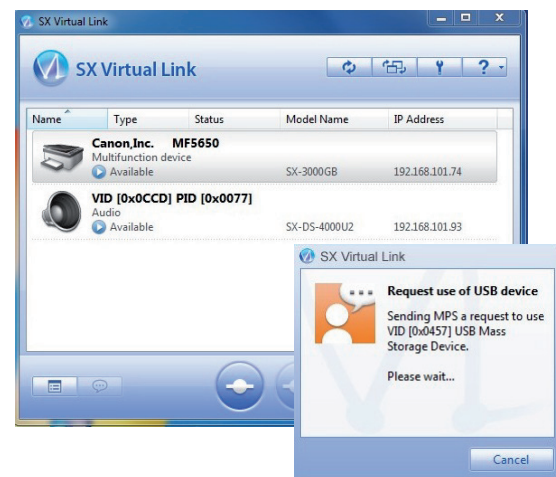 SX Virtual Link
SX Virtual Link
?
Name Type Status Model Name IP Address
Canon,Inc. MF5650
Multifunction device
Available SX-3000GB 192.168.101.74
VID [0x0CCD] PID [0x0077]
Audio
Available SX-DS-4000U2 192.168.101.93
SX Virtual Link
Request use of USB device
Sending MPS a request to use
VID [0x0457] USB Mass
Storage Device.
Please wait...
Cancel